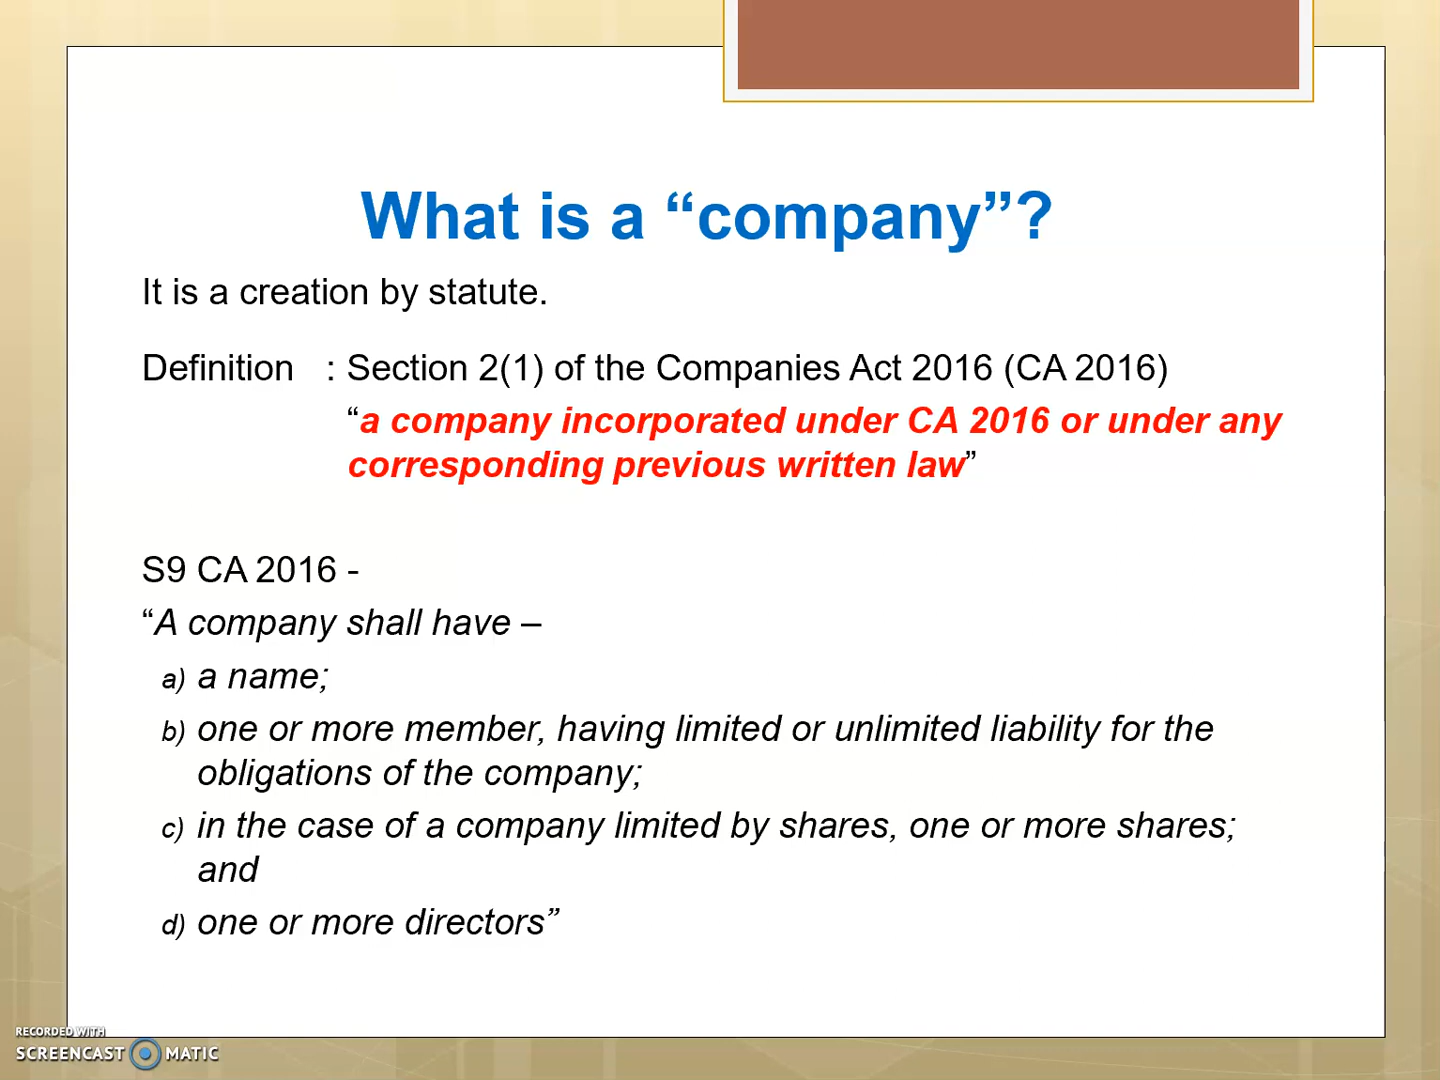 What is a “company”?
It is a creation by statute.
Definition : Section 2(1) of the Companies Act 2016 (CA 2016)
“a company incorporated under CA 2016 or under any
corresponding previous written law”
S9 CA 2016 -
“A company shall have –
a) a name;
b) one or more member, having limited or unlimited liability for the
obligations of the company;
c) in the case of a company limited by shares, one or more shares;
and
d) one or more directors”
RECORDED WITH
SCREENCAST MATIC